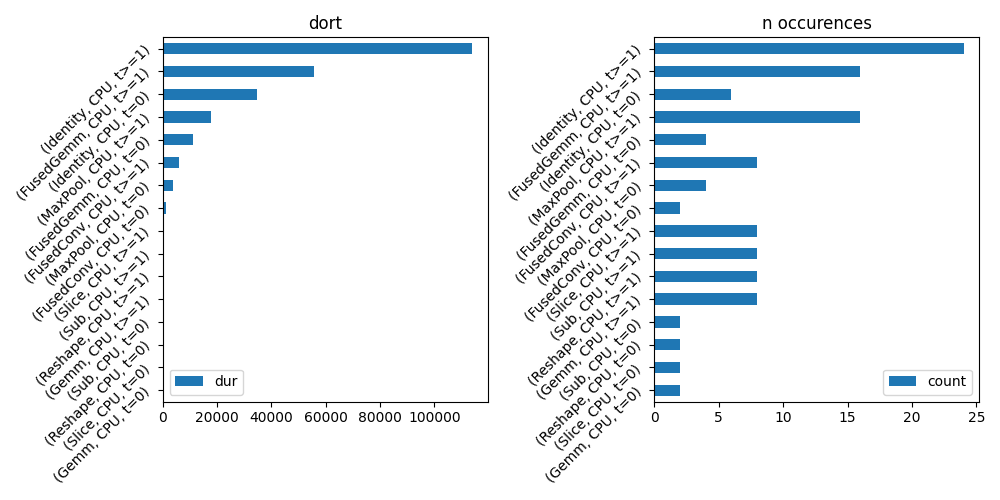 dort
(Identity, CPU, t>=1)
(FusedGemm, CPU, t>=1)
(Identity, CPU, t=0)
(MaxPool, CPU, t>=1)
(FusedGemm, CPU, t=0)
(FusedConv, CPU, t>=1)
(MaxPool, CPU, t=0)
(FusedConv, CPU, t=0)
(Slice, CPU, t>=1)
(Sub, CPU, t>=1)
(Reshape, CPU, t>=1)
(Gemm, CPU, t>=1)
(Sub, CPU, t=0)
(Reshape, CPU, t=0)
(Slice, CPU, t=0)
(Gemm, CPU, t=0)
dur
0 20000 40000 60000 80000 100000
n occurences
(Identity, CPU, t>=1)
(FusedGemm, CPU, t>=1)
(Identity, CPU, t=0)
(MaxPool, CPU, t>=1)
(FusedGemm, CPU, t=0)
(FusedConv, CPU, t>=1)
(MaxPool, CPU, t=0)
(FusedConv, CPU, t=0)
(Slice, CPU, t>=1)
(Sub, CPU, t>=1)
(Reshape, CPU, t>=1)
(Gemm, CPU, t>=1)
(Sub, CPU, t=0)
(Reshape, CPU, t=0)
(Slice, CPU, t=0)
(Gemm, CPU, t=0)
count
0 5 10 15 20 25